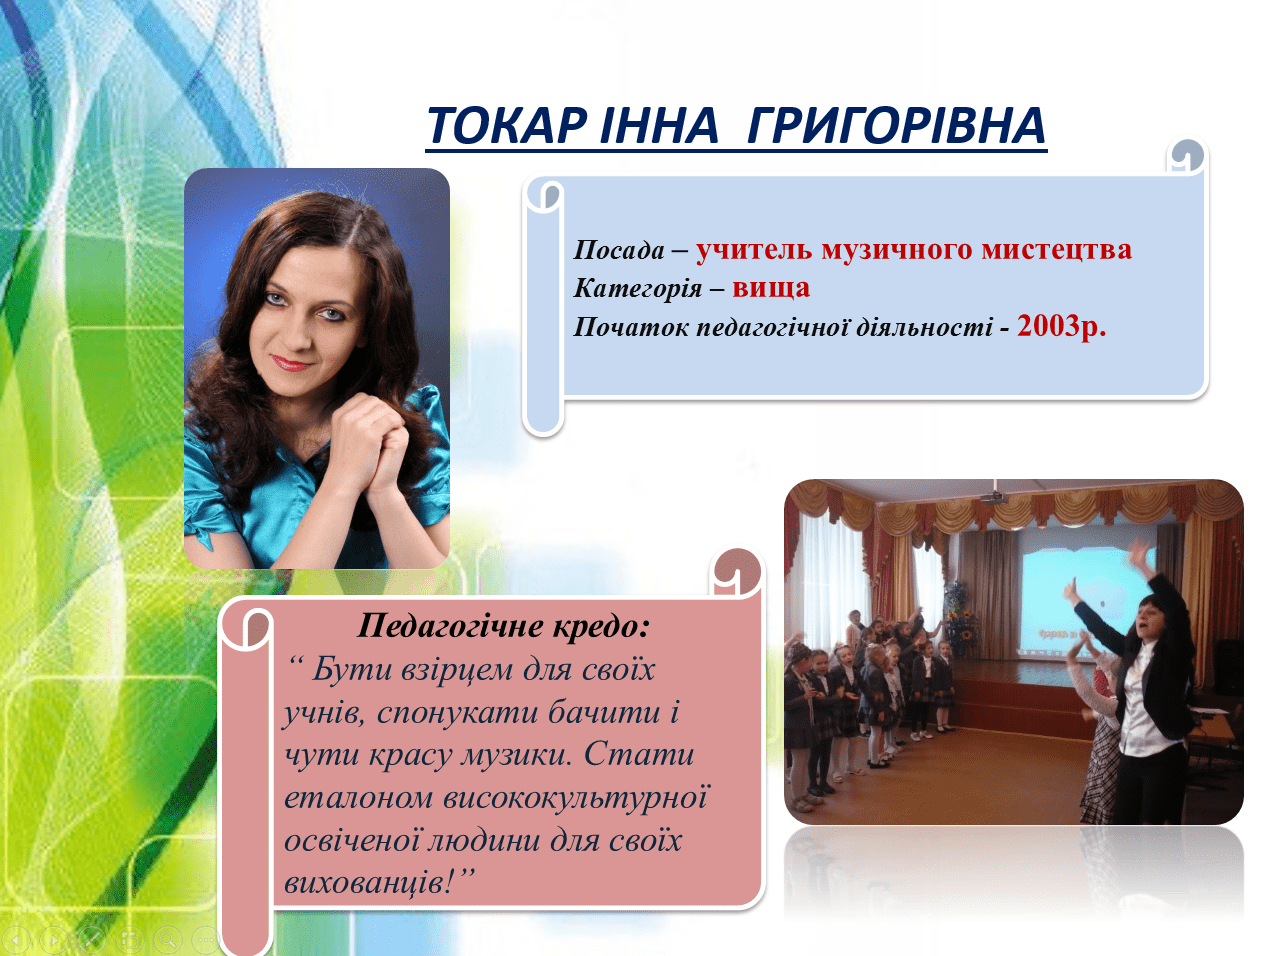 ТОКАР ІННА ГРИГОРІВНА
Посада – учитель музичного мистецтва
Категорія – вища
Початок педагогічної діяльності - 2003р.
Педагогічне кредо:
“ Бути взірцем для своїх
учнів, спонукати бачити і
чути красу музики. Стати
еталоном висококультурної
освіченої людини для своїх
вихованців!”